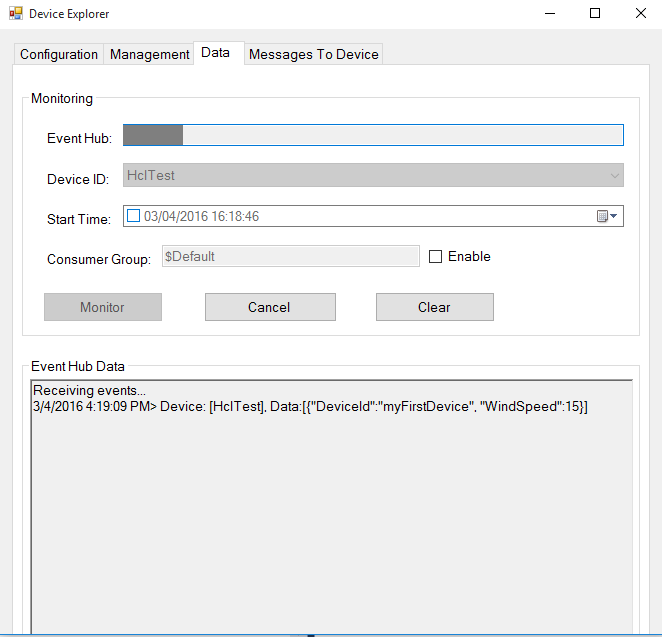 Device Explorer
Configuration Management Data Messages To Device
Monitoring
Event Hub:
Device ID: HclTest
Start Time: 03/04/2016 16:18:46
Consumer Group: $Default Enable
Monitor Cancel Clear
Event Hub Data
Receiving events...
3/4/2016 4:19:09 PM> Device: [HclTest], Data:[{"DeviceId":"myFirstDevice", "WindSpeed":15}]